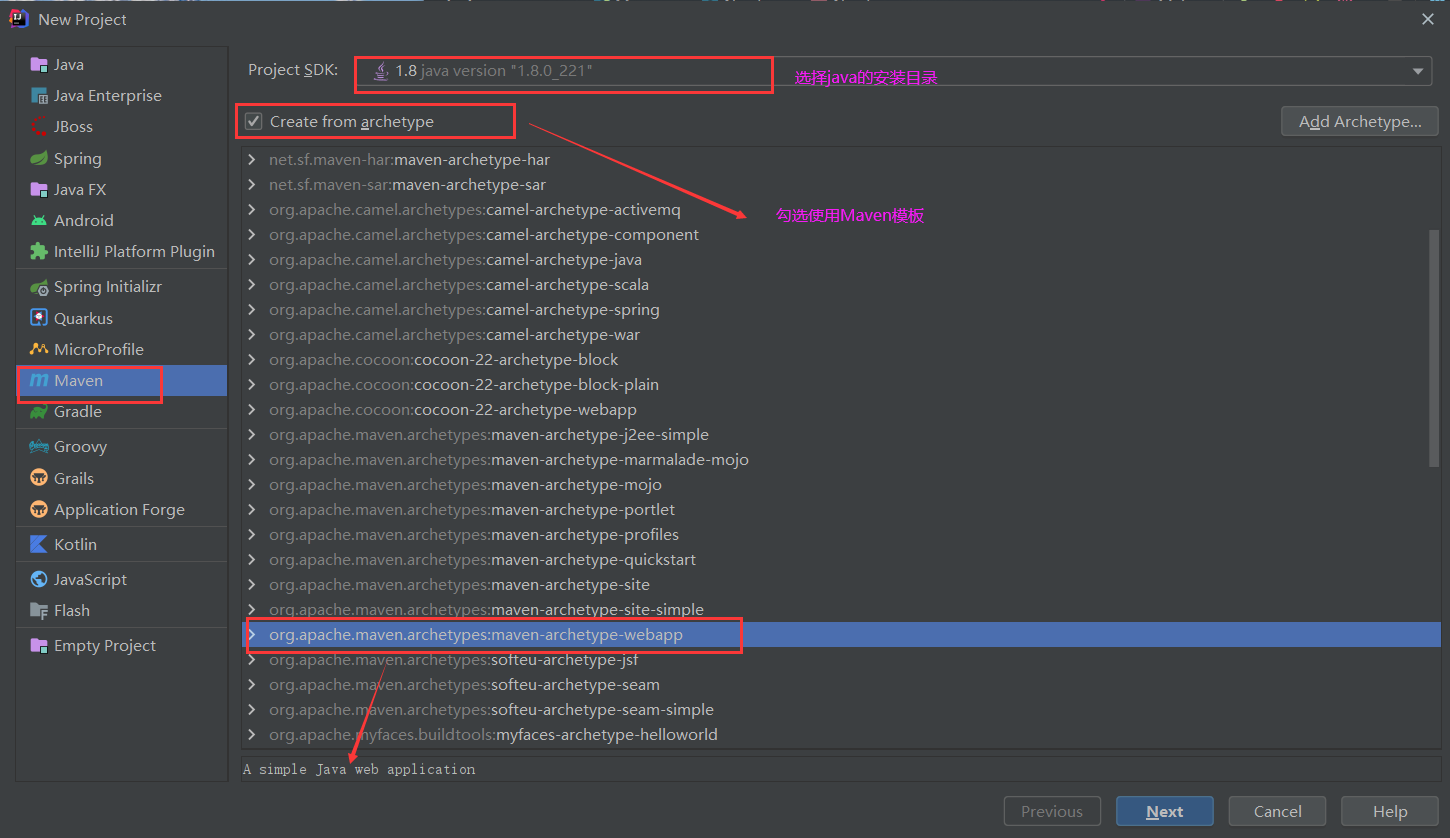 New Project
Java
Java Enterprise
JBoss
Spring
Java FX
Android
IntelliJ Platform Plugin
Spring Initializr
Quarkus
MicroProfile
Maven
Gradle
Groovy
Grails
Application Forge
Kotlin
JavaScript
Flash
Empty Project
Project SDK: 1.8 java version "1.8.0_221" 选择java的安装目录
Create from archetype
Add Archetype...
勾选使用Maven模板
net.sf.maven-har:maven-archetype-har
net.sf.maven-sar:maven-archetype-sar
org.apache.camel.archetypes:camel-archetype-activemq
org.apache.camel.archetypes:camel-archetype-component
org.apache.camel.archetypes:camel-archetype-java
org.apache.camel.archetypes:camel-archetype-scala
org.apache.camel.archetypes:camel-archetype-spring
org.apache.camel.archetypes:camel-archetype-war
org.apache.cocoon:cocoon-22-archetype-block
org.apache.cocoon:cocoon-22-archetype-block-plain
org.apache.cocoon:cocoon-22-archetype-webapp
org.apache.maven.archetypes:maven-archetype-j2ee-simple
org.apache.maven.archetypes:maven-archetype-marmalade-mojo
org.apache.maven.archetypes:maven-archetype-mojo
org.apache.maven.archetypes:maven-archetype-portlet
org.apache.maven.archetypes:maven-archetype-profiles
org.apache.maven.archetypes:maven-archetype-quickstart
org.apache.maven.archetypes:maven-archetype-site
org.apache.maven.archetypes:maven-archetype-site-simple
org.apache.maven.archetypes:maven-archetype-webapp
org.apache.maven.archetypes:softeu-archetype-jsf
org.apache.maven.archetypes:softeu-archetype-seam
org.apache.maven.archetypes:softeu-archetype-seam-simple
org.apache.myfaces.buildtools:myfaces-archetype-helloworld
A simple Java web application
Previous
Next
Cancel
Help